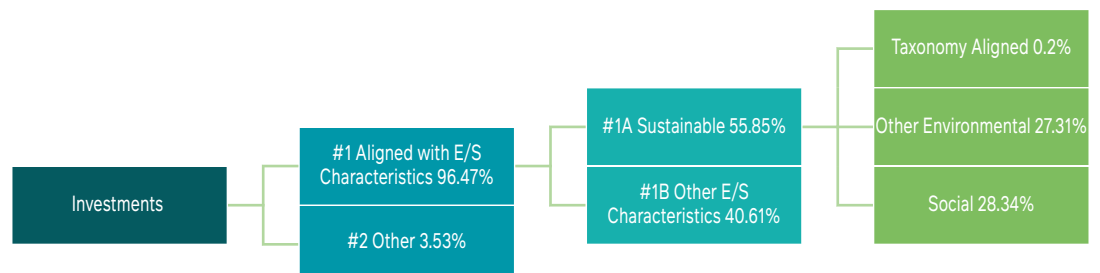 Investments
#1 Aligned with E/S
Characteristics 96.47%
#2 Other 3.53%
#1A Sustainable 55.85%
#1B Other E/S
Characteristics 40.61%
Taxonomy Aligned 0.2%
Other Environmental 27.31%
Social 28.34%